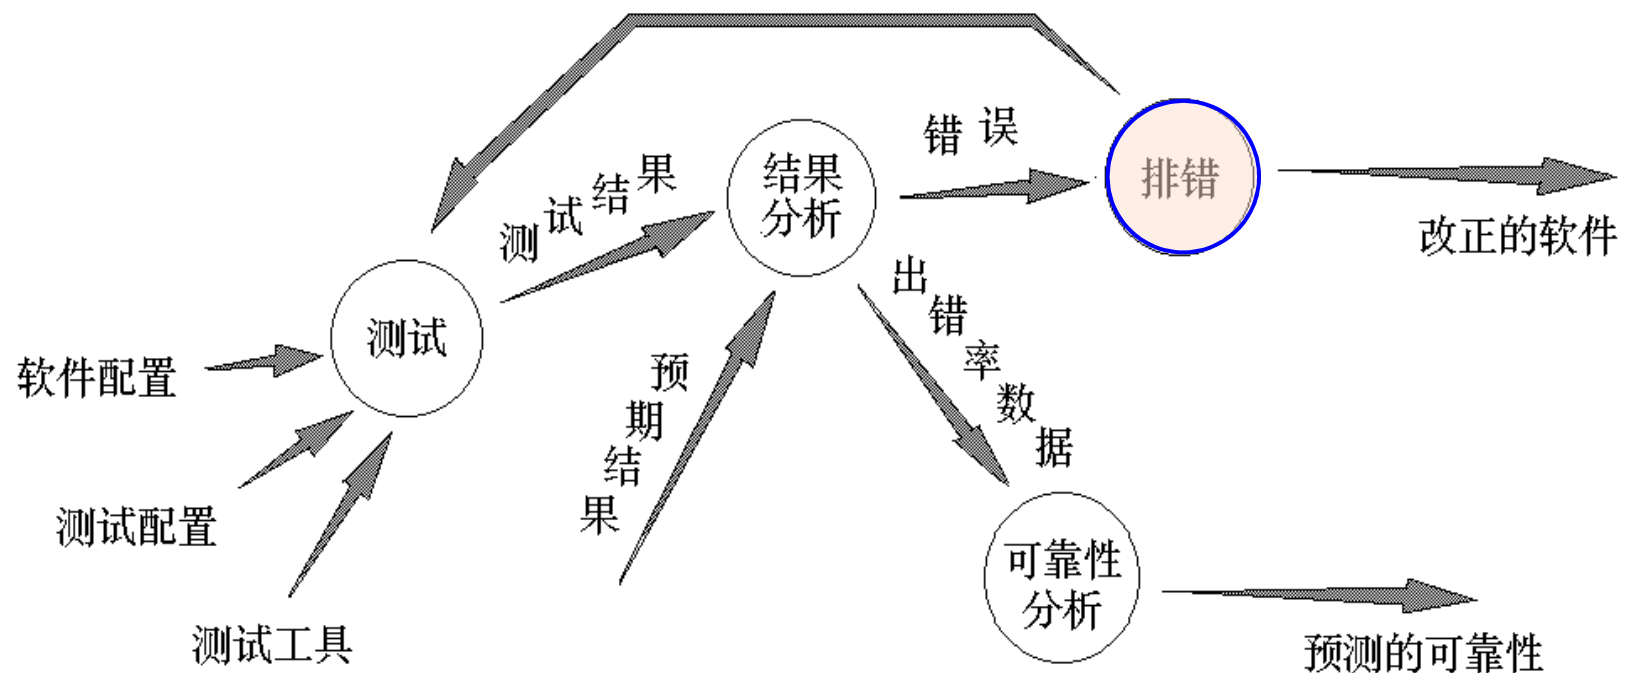 错误
排错
改正的软件
测试结果
结果
分析
出错率数据
测试
预期结果
软件配置
测试配置
测试工具
可靠性
分析
预测的可靠性